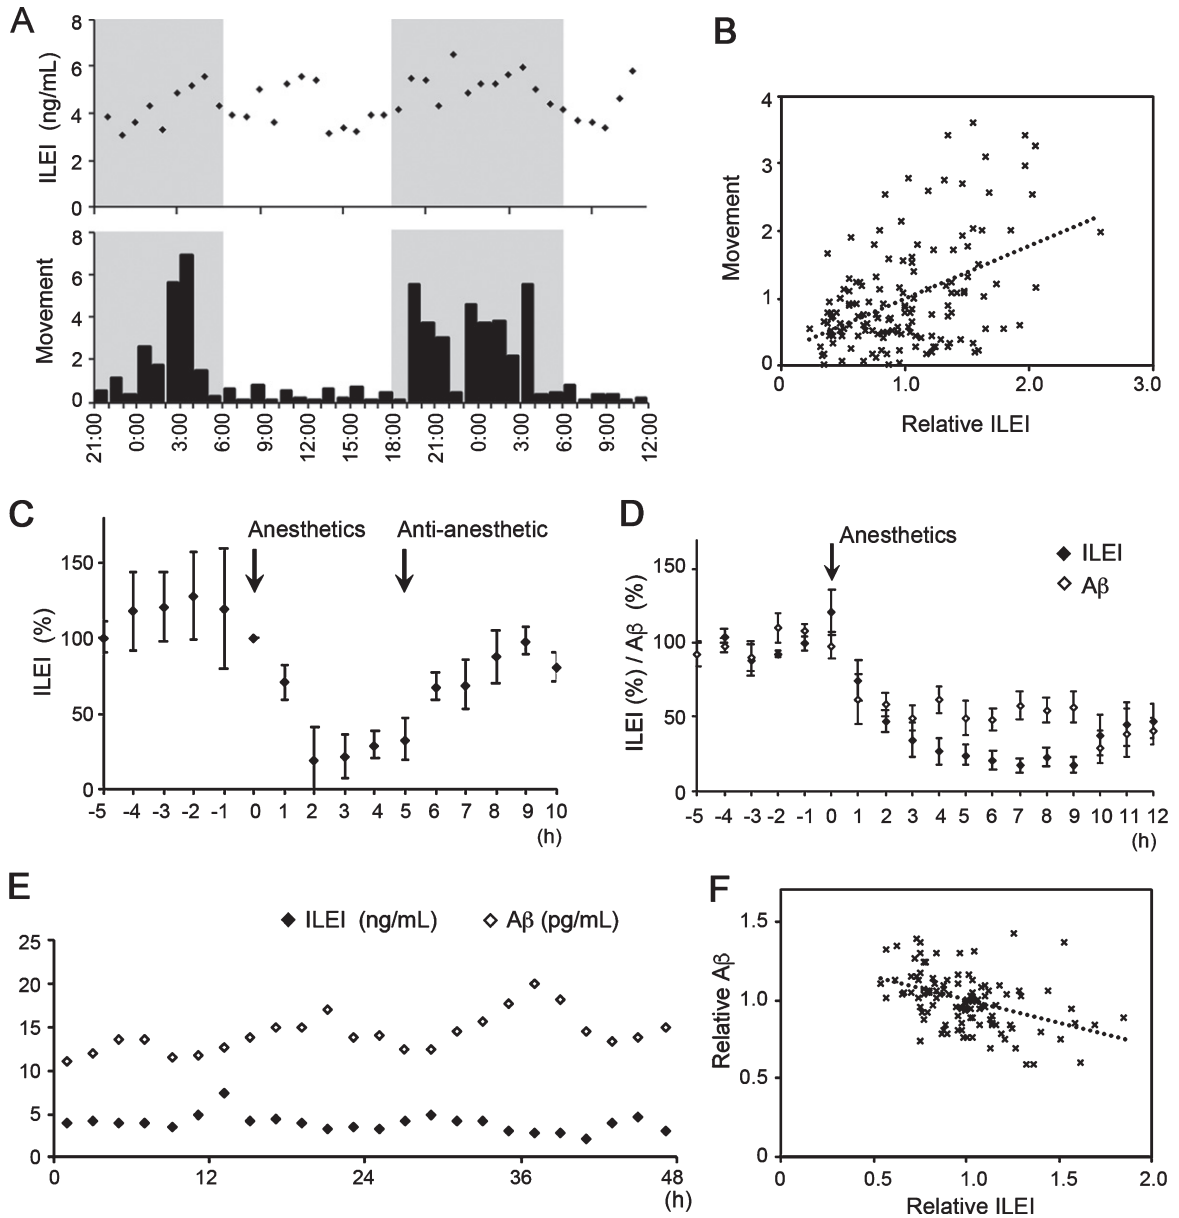 A
ILEI (ng/mL)
8
6
4
2
0
Movement
8
6
4
2
0
21:00 0:00 3:00 6:00 9:00 12:00 15:00 18:00 21:00 0:00 3:00 6:00 9:00 12:00
B
Movement
4
3
2
1
0
0 1.0 2.0 3.0
Relative ILEI
C
Anesthetics Anti-anesthetic
ILEI (%)
150
100
50
0
-5 -4 -3 -2 -1 0 1 2 3 4 5 6 7 8 9 10
(h)
D
Anesthetics
ILEI
Aβ
ILEI (%) / Aβ (%)
150
100
50
0
-5 -4 -3 -2 -1 0 1 2 3 4 5 6 7 8 9 10 11 12
(h)
E
ILEI (ng/mL) Aβ (pg/mL)
25
20
15
10
5
0
0 12 24 36 48
(h)
F
Relative Aβ
1.5
1.0
0.5
0
0 0.5 1.0 1.5 2.0
Relative ILEI